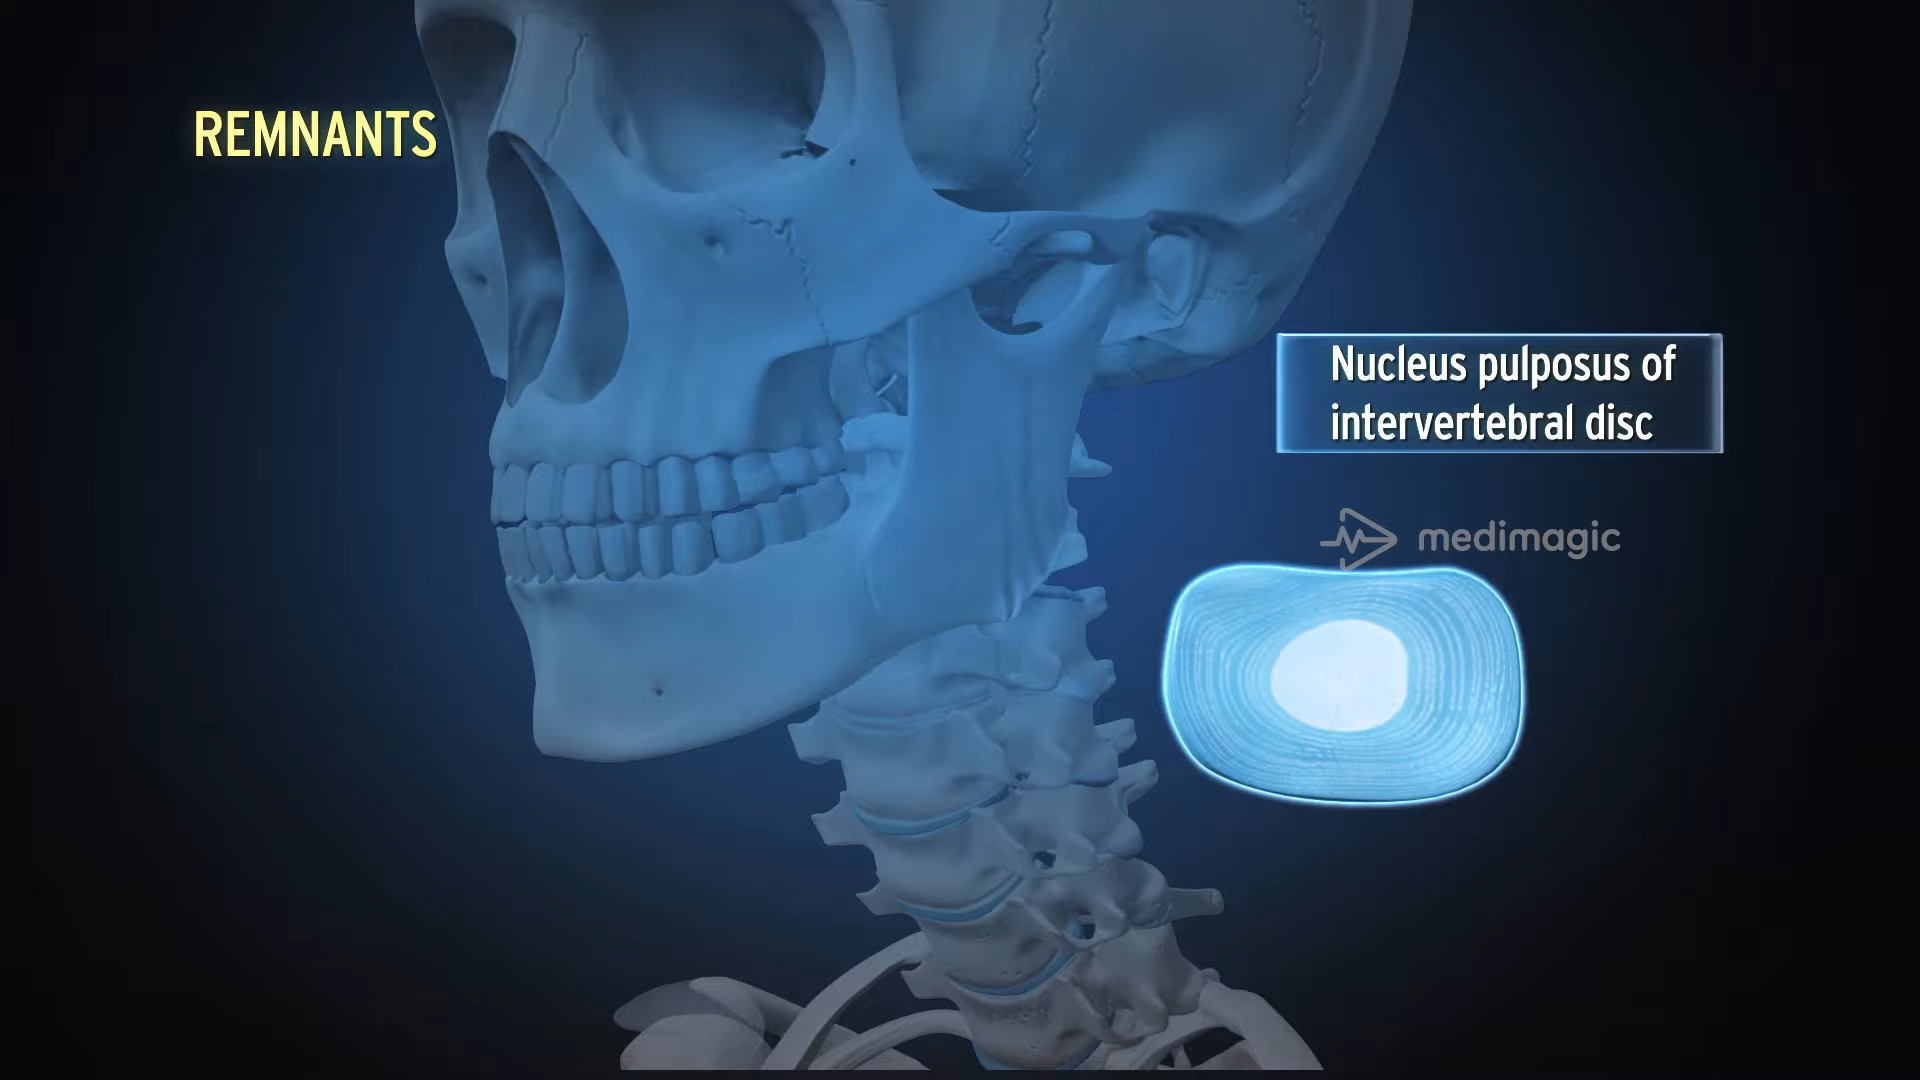 REMNANTS
Nucleus pulposus of
intervertebral disc
medimagic